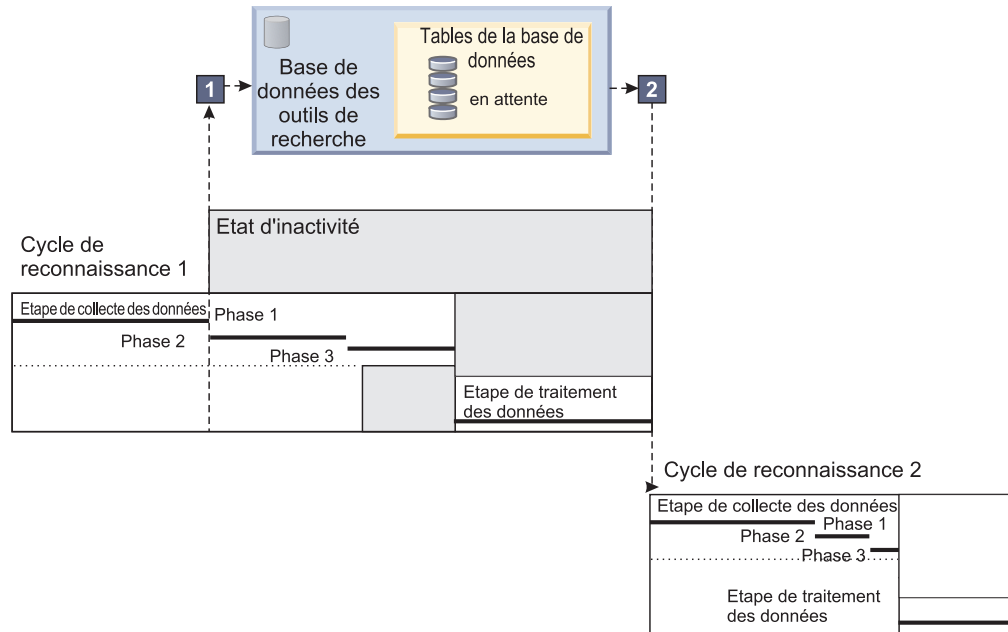 Tables de la base de
données
en attente
Base de
données des
outils de
recherche
1
2
Etat d'inactivité
Cycle de
reconnaissance 1
Etape de collecte des données
Phase 1
Phase 2
Phase 3
Etape de traitement
des données
Cycle de reconnaissance 2
Etape de collecte des données
Phase 1
Phase 2
Phase 3
Etape de traitement
des données